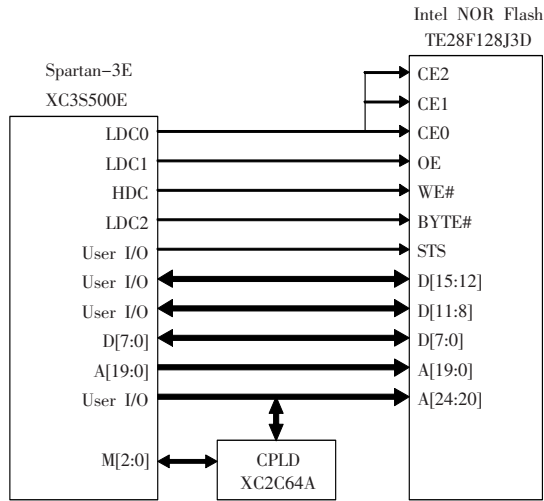 Intel NOR Flash
TE28F128J3D
Spartan-3E
XC3S500E
CE2
CE1
LDC0 CE0
LDC1 OE
HDC WE#
LDC2 BYTE#
User I/O STS
User I/O D[15:12]
User I/O D[11:8]
D[7:0] D[7:0]
A[19:0] A[19:0]
User I/O A[24:20]
M[2:0] CPLD
XC2C64A